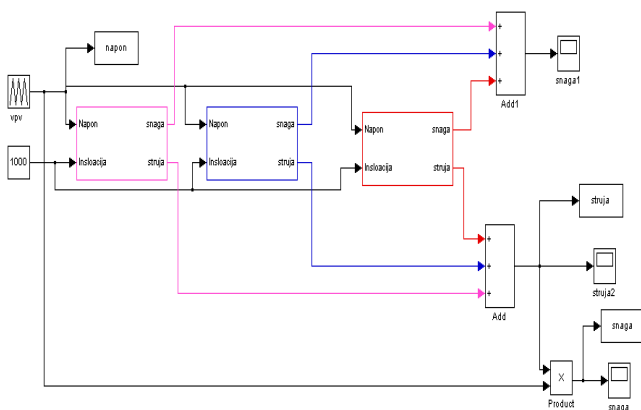 napon
+
+
+
snaga1
Add1
vpv
Napon
snaga
Insloacija
struja
Napon
snaga
Insloacija
struja
Napon
snaga
Insloacija
struja
1000
struja
+
+
+
Add
struja2
snaga
X
Product
snaga